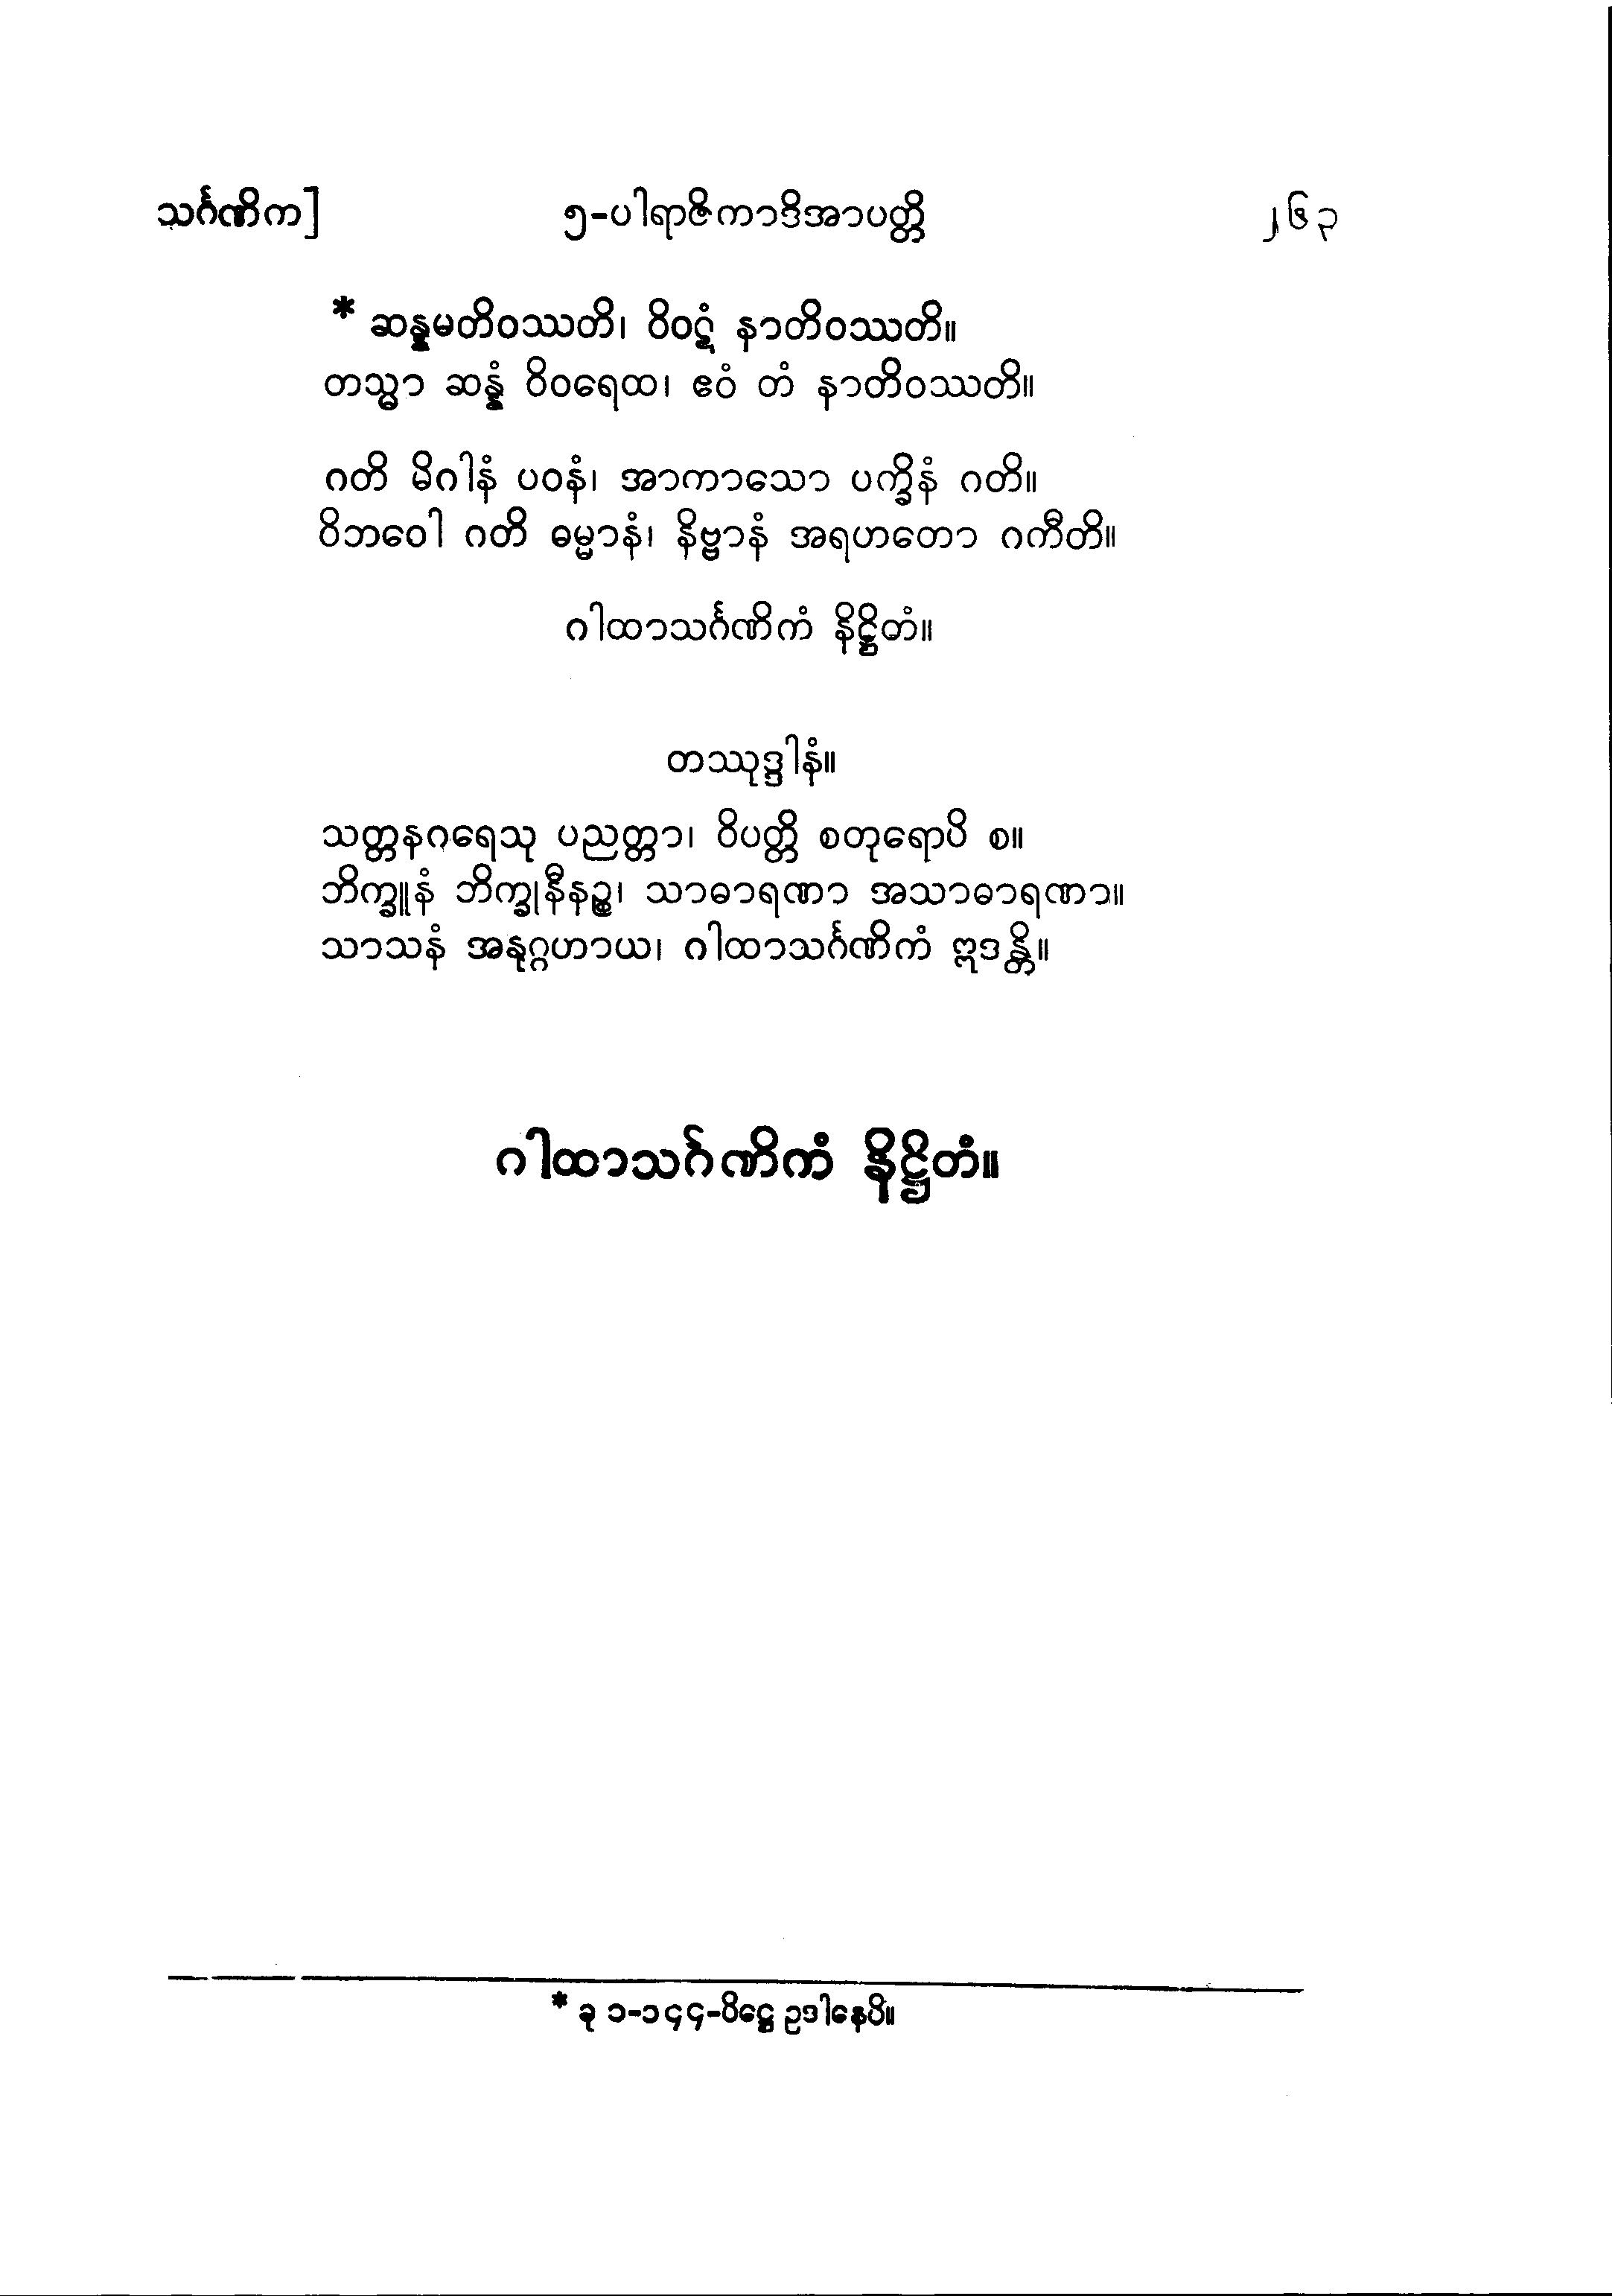 သင်္ဂဏိက]
၅-ပါရာဇိကာဒိအာပတ္တိ
၂၆၃
* ဆန္နမတိဝဿတိ၊ ဝိဝဋံ နာတိဝဿတိ။
တသ္မာ ဆန္နံ ဝိဝရေထ၊ ဧဝံ တံ နာတိဝဿတိ။
ဂတိ မိဂါနံ ပဝနံ၊ အာကာသော ပက္ခိနံ ဂတိ။
ဝိဘဝေါ ဂတိ ဓမ္မာနံ၊ နိဗ္ဗာနံ အရဟတော ဂကီတိ။
ဂါထာသင်္ဂဏိကံ နိဋ္ဌိတံ။
တဿုဒ္ဒါနံ။
သတ္တနဂရေသု ပညတ္တာ၊ ဝိပတ္တိ စတုရောပိ စ။
ဘိက္ခူနံ ဘိက္ခုနီနဉ္စ၊ သာဓာရဏာ အသာဓာရဏာ။
သာသနံ အနုဂ္ဂဟာယ၊ ဂါထာသင်္ဂဏိကံ ဣဒန္တိ။
ဂါထာသင်္ဂဏိကံ နိဋ္ဌိတံ။
* ခု ၁-၁၄၄-ပိဋ္ဌေ ဥဒါနေပိ။